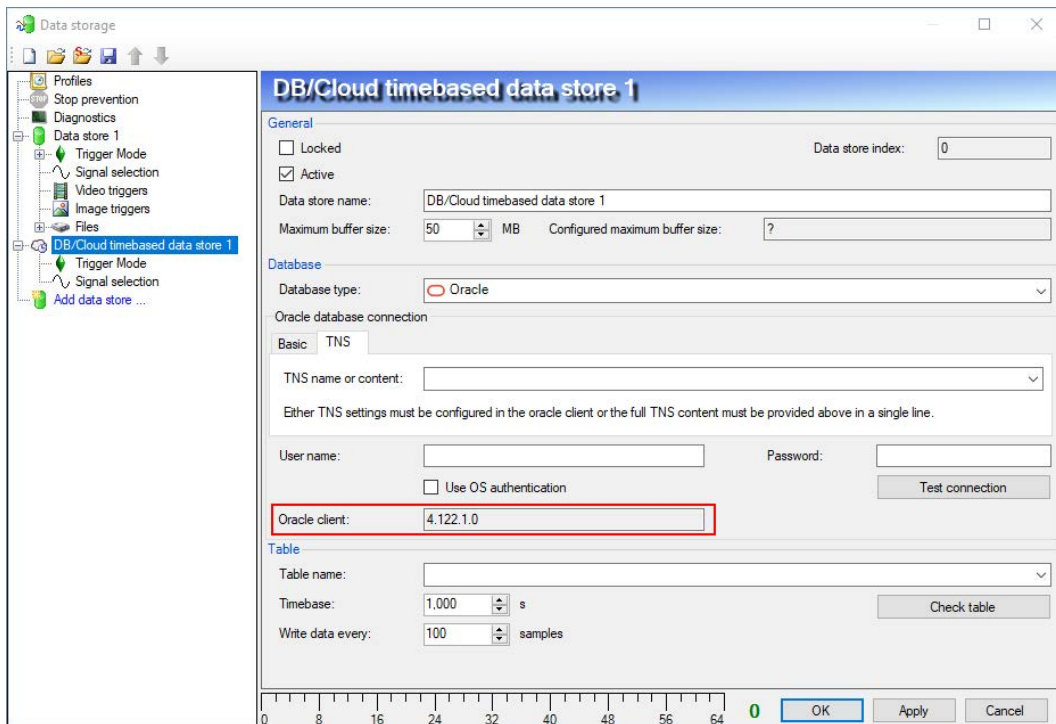 Data storage
Profiles
STOP Stop prevention
Diagnostics
Data store 1
Trigger Mode
Signal selection
Video triggers
Image triggers
Files
DB/Cloud timebased data store 1
Trigger Mode
Signal selection
Add data store ...
DB/Cloud timebased data store 1
General
Locked Data store index: 0
Active
Data store name: DB/Cloud timebased data store 1
Maximum buffer size: 50 MB Configured maximum buffer size: ?
Database
Database type: Oracle
Oracle database connection
Basic TNS
TNS name or content:
Either TNS settings must be configured in the oracle client or the full TNS content must be provided above in a single line.
User name: Password:
Use OS authentication Test connection
Oracle client: 4.122.1.0
Table
Table name:
Timebase: 1,000 s Check table
Write data every: 100 samples
0 8 16 24 32 40 48 56 64 0 OK Apply Cancel